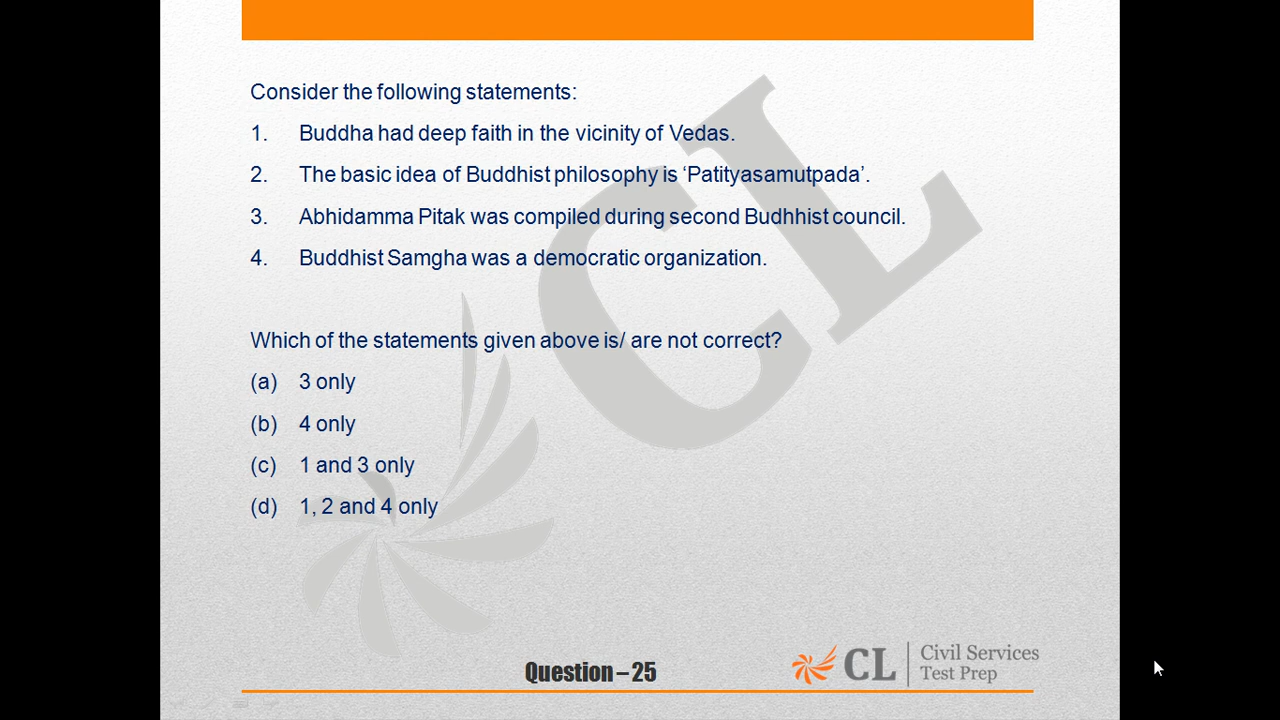 Consider the following statements:
1. Buddha had deep faith in the vicinity of Vedas.
2. The basic idea of Buddhist philosophy is ‘Patityasamutpada’.
3. Abhidamma Pitak was compiled during second Budhhist council.
4. Buddhist Samgha was a democratic organization.
Which of the statements given above is/ are not correct?
(a) 3 only
(b) 4 only
(c) 1 and 3 only
(d) 1, 2 and 4 only
CL
Question – 25
CL Civil Services
Test Prep